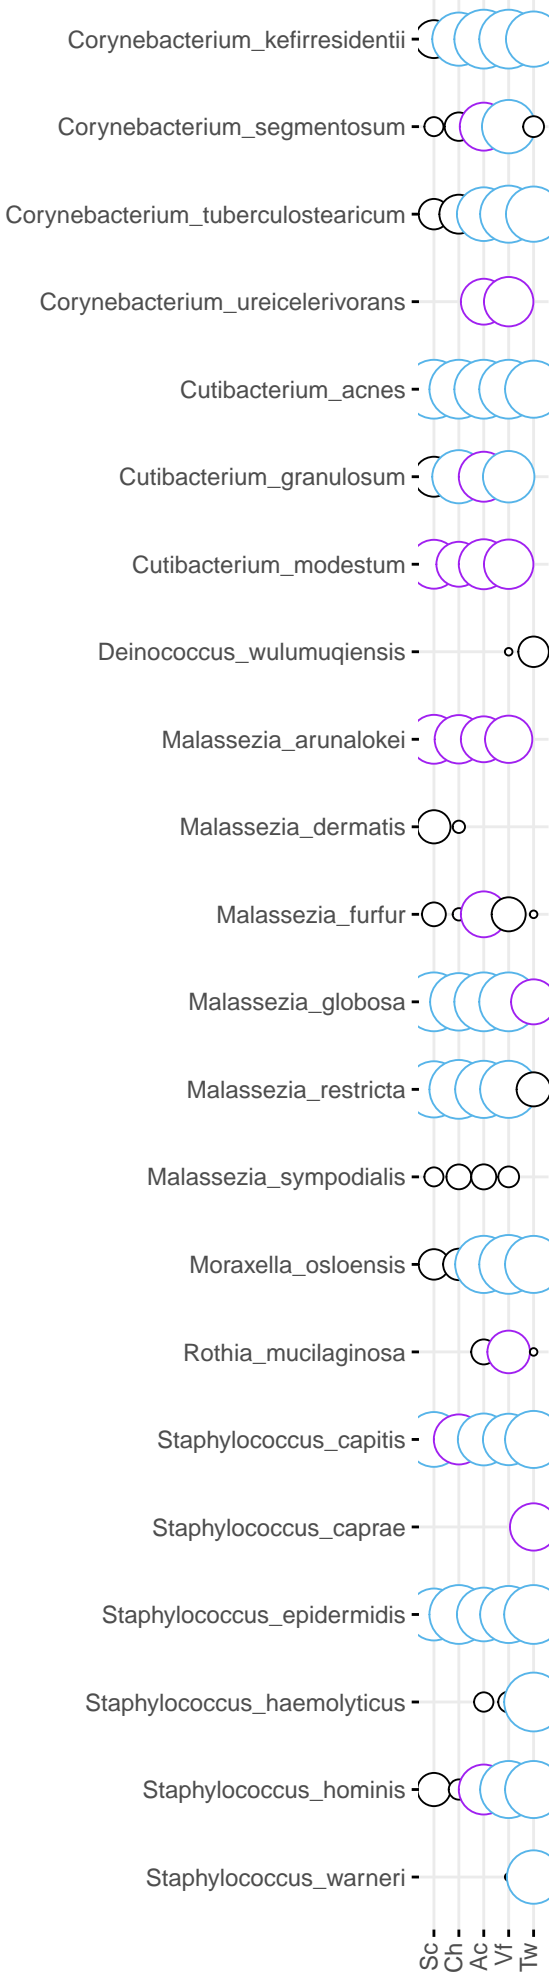 Corynebacterium_kefirresidentii
Corynebacterium_segmentosum
Corynebacterium_tuberculostearicum
Corynebacterium_ureicelerivorans
Cutibacterium_acnes
Cutibacterium_granulosum
Cutibacterium_modestum
Deinococcus_wulumuqiensis
Malassezia_arunalokei
Malassezia_dermatis
Malassezia_furfur
Malassezia_globosa
Malassezia_restricta
Malassezia_sympodialis
Moraxella_osloensis
Rothia_mucilaginosa
Staphylococcus_capitis
Staphylococcus_caprae
Staphylococcus_epidermidis
Staphylococcus_haemolyticus
Staphylococcus_hominis
Staphylococcus_warneri
Sc
Ch
Ac
Vf
Tw